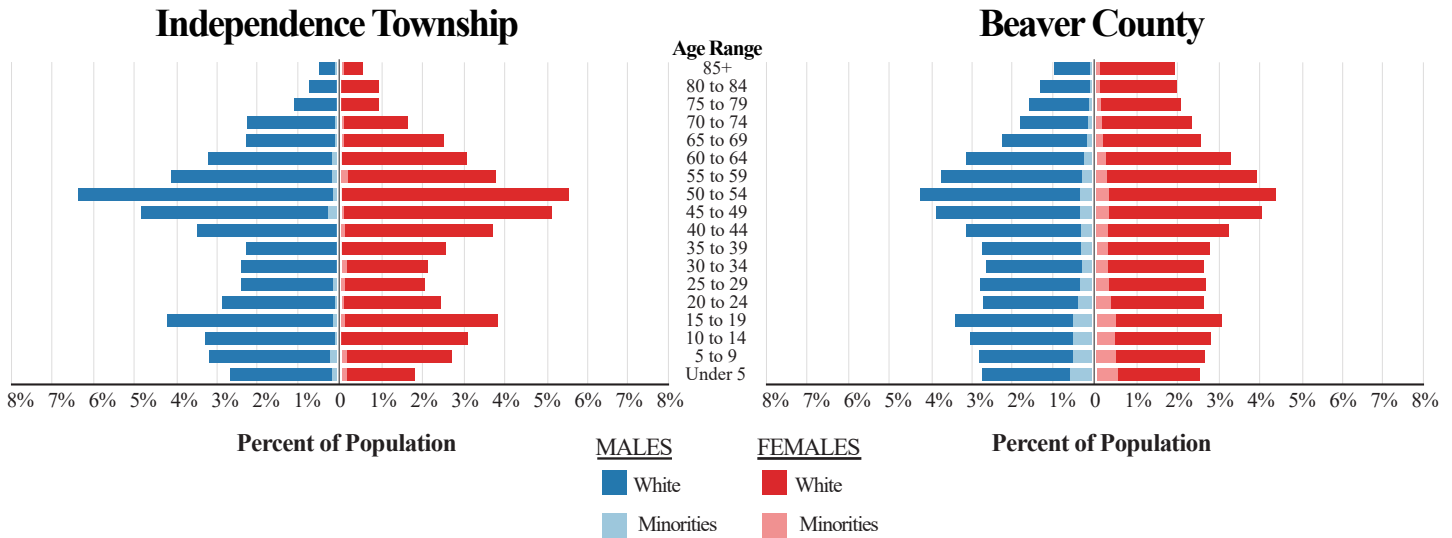 Independence Township
Beaver County
Age Range
85+
80 to 84
75 to 79
70 to 74
65 to 69
60 to 64
55 to 59
50 to 54
45 to 49
40 to 44
35 to 39
30 to 34
25 to 29
20 to 24
15 to 19
10 to 14
5 to 9
Under 5
8% 7% 6% 5% 4% 3% 2% 1% 0 1% 2% 3% 4% 5% 6% 7% 8%
8% 7% 6% 5% 4% 3% 2% 1% 0 1% 2% 3% 4% 5% 6% 7% 8%
Percent of Population
Percent of Population
MALES
White
Minorities
FEMALES
White
Minorities